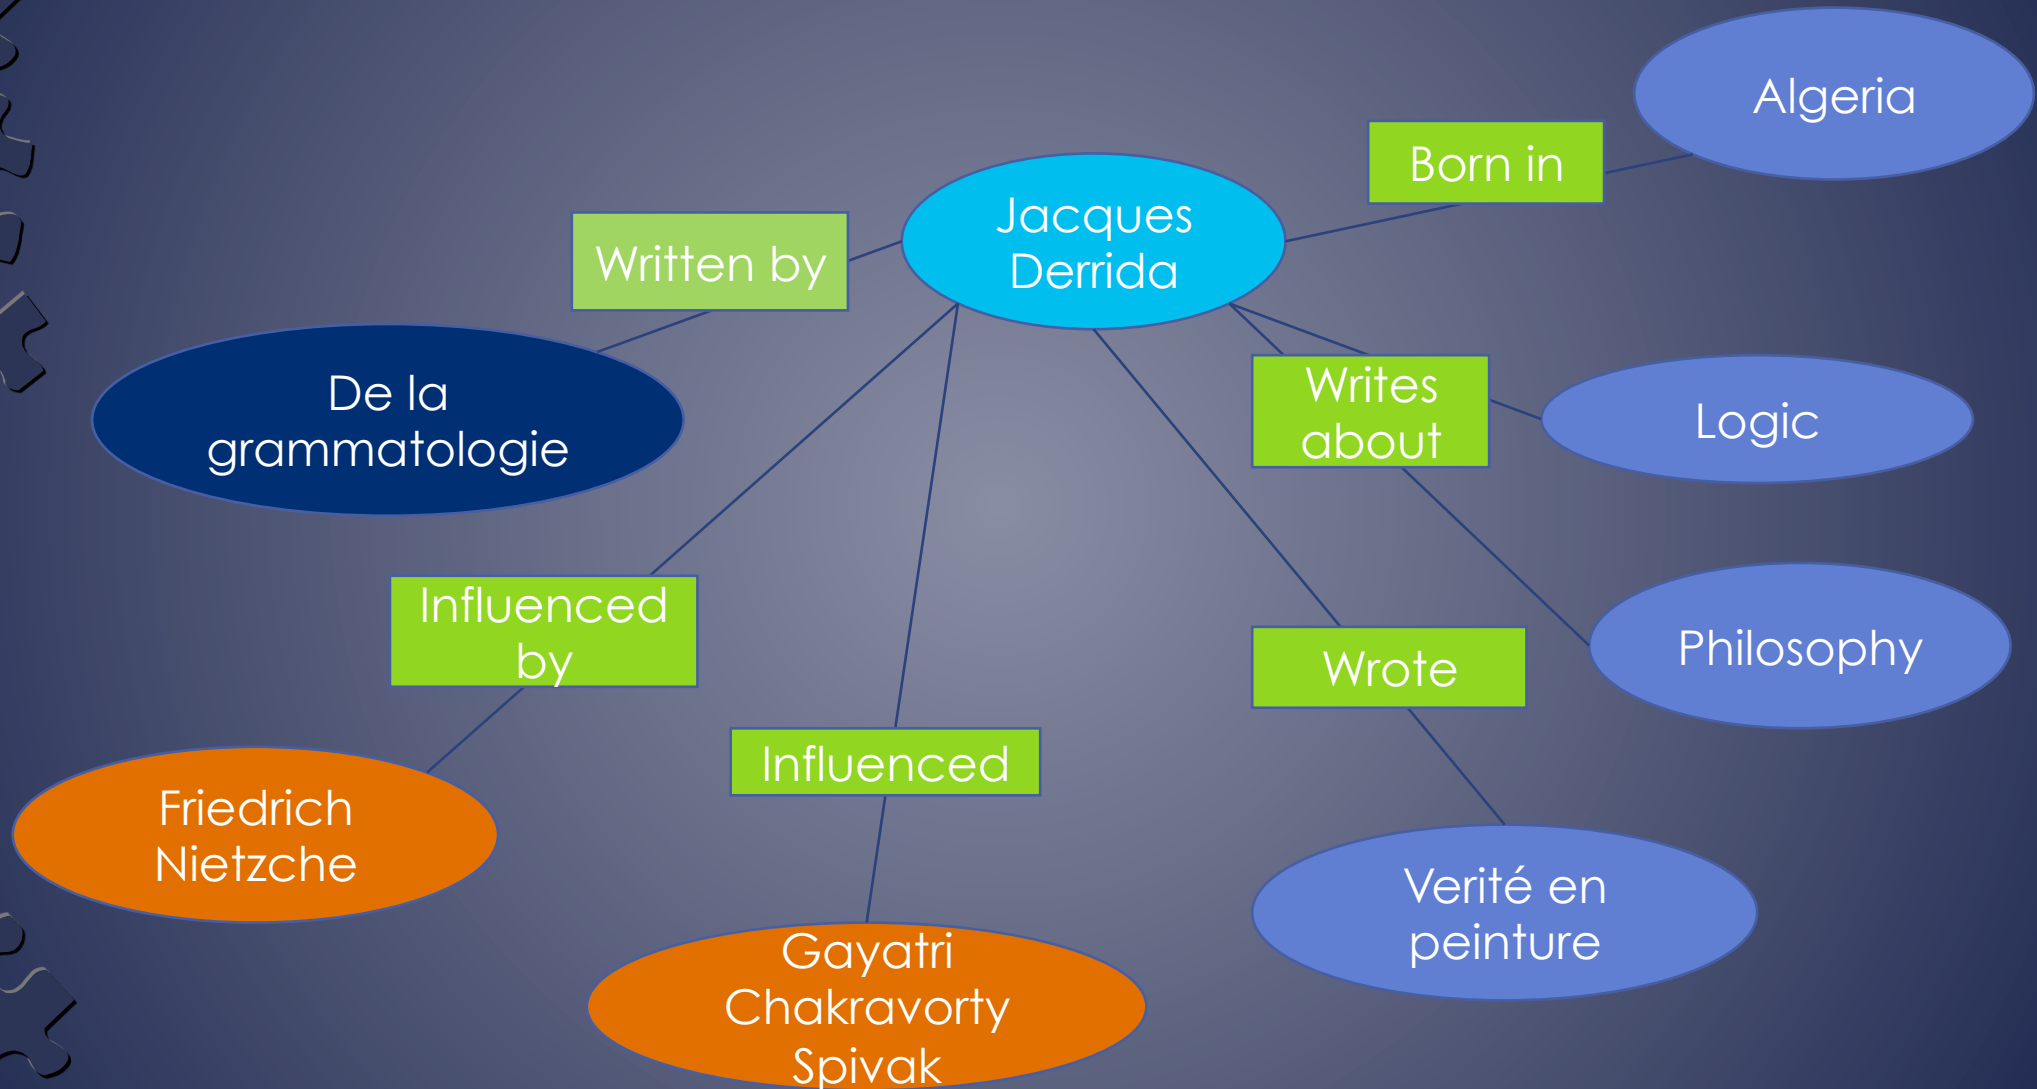 Algeria
Born in
Jacques
Derrida
Written by
De la
grammatologie
Writes
about
Logic
Influenced
by
Philosophy
Wrote
Influenced
Friedrich
Nietzche
Verité en
peinture
Gayatri
Chakravorty
Spivak